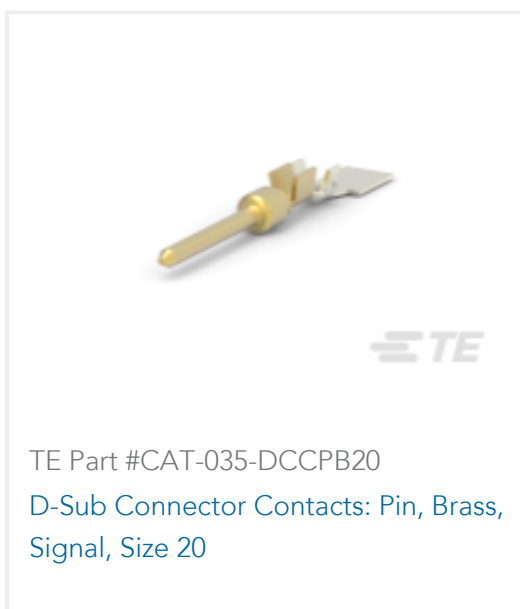 TE
TE Part #CAT-035-DCCPB20
D-Sub Connector Contacts: Pin, Brass,
Signal, Size 20